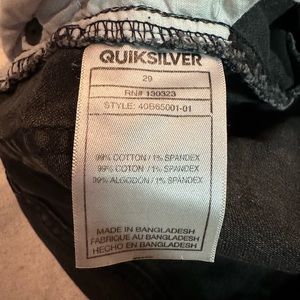 QUIKSILVER
29
RN# 130323
STYLE: 40B65001-01
99% COTTON / 1% SPANDEX
99% COTON / 1% SPANDEX
99% ALGODÓN / 1% SPANDEX
MADE IN BANGLADESH
FABRIQUE AU BANGLADESH
HECHO EN BANGLADESH